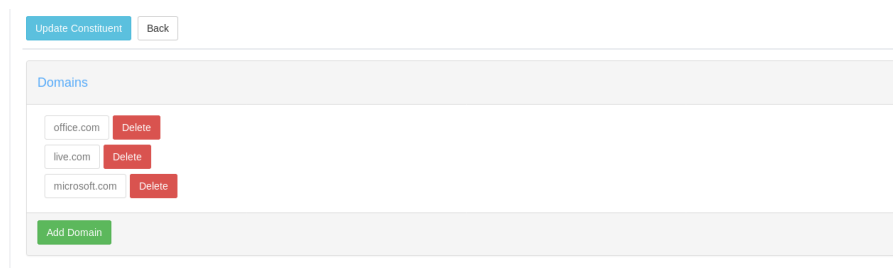 Update Constituent Back
Domains
office.com Delete
live.com Delete
microsoft.com Delete
Add Domain